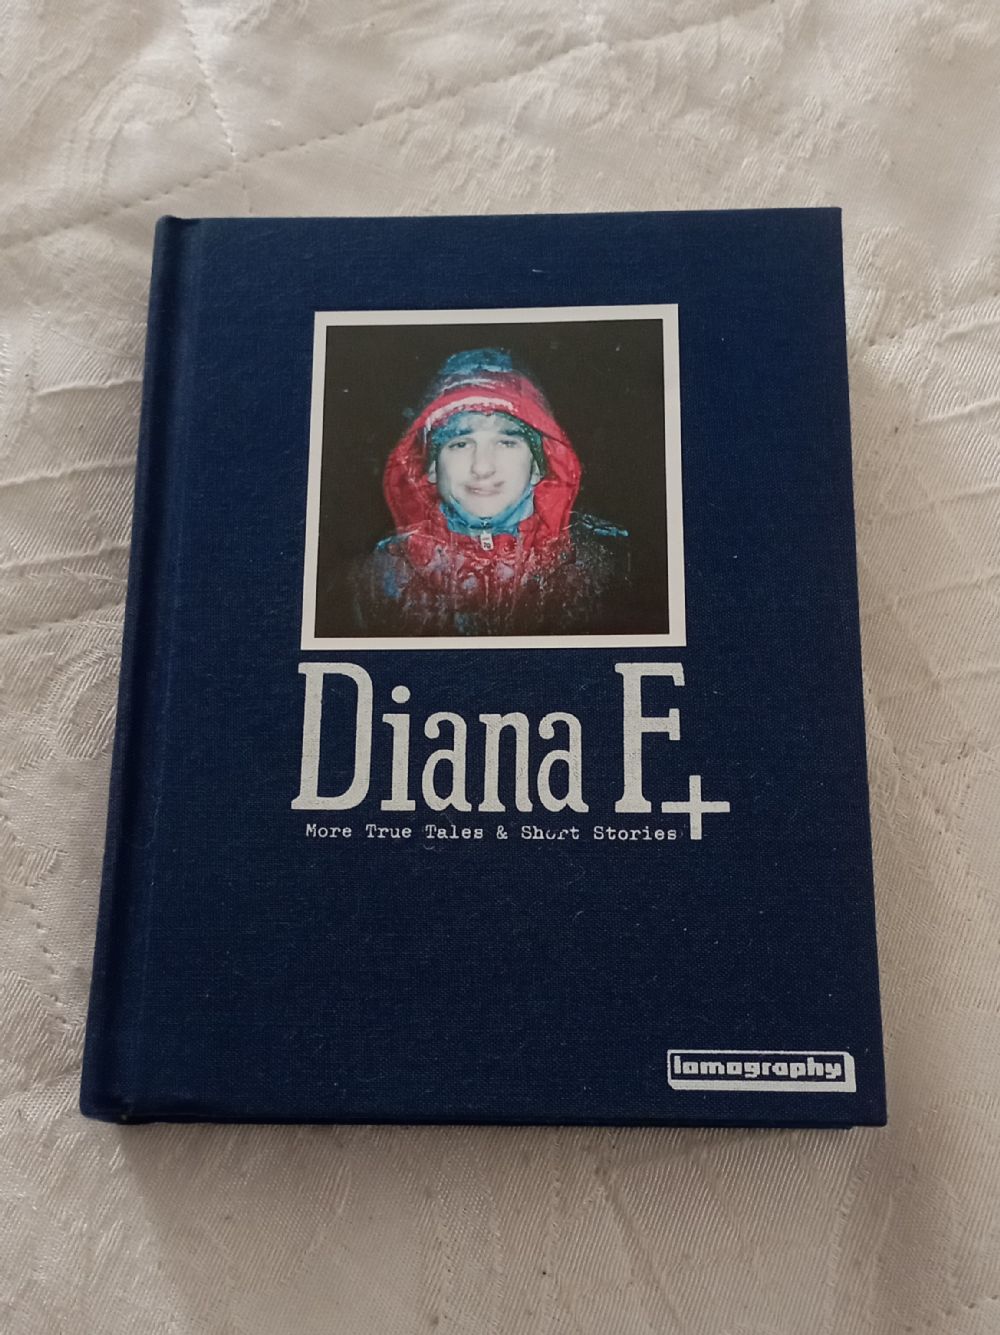 Diana F+
More True Tales & Short Stories
lomography